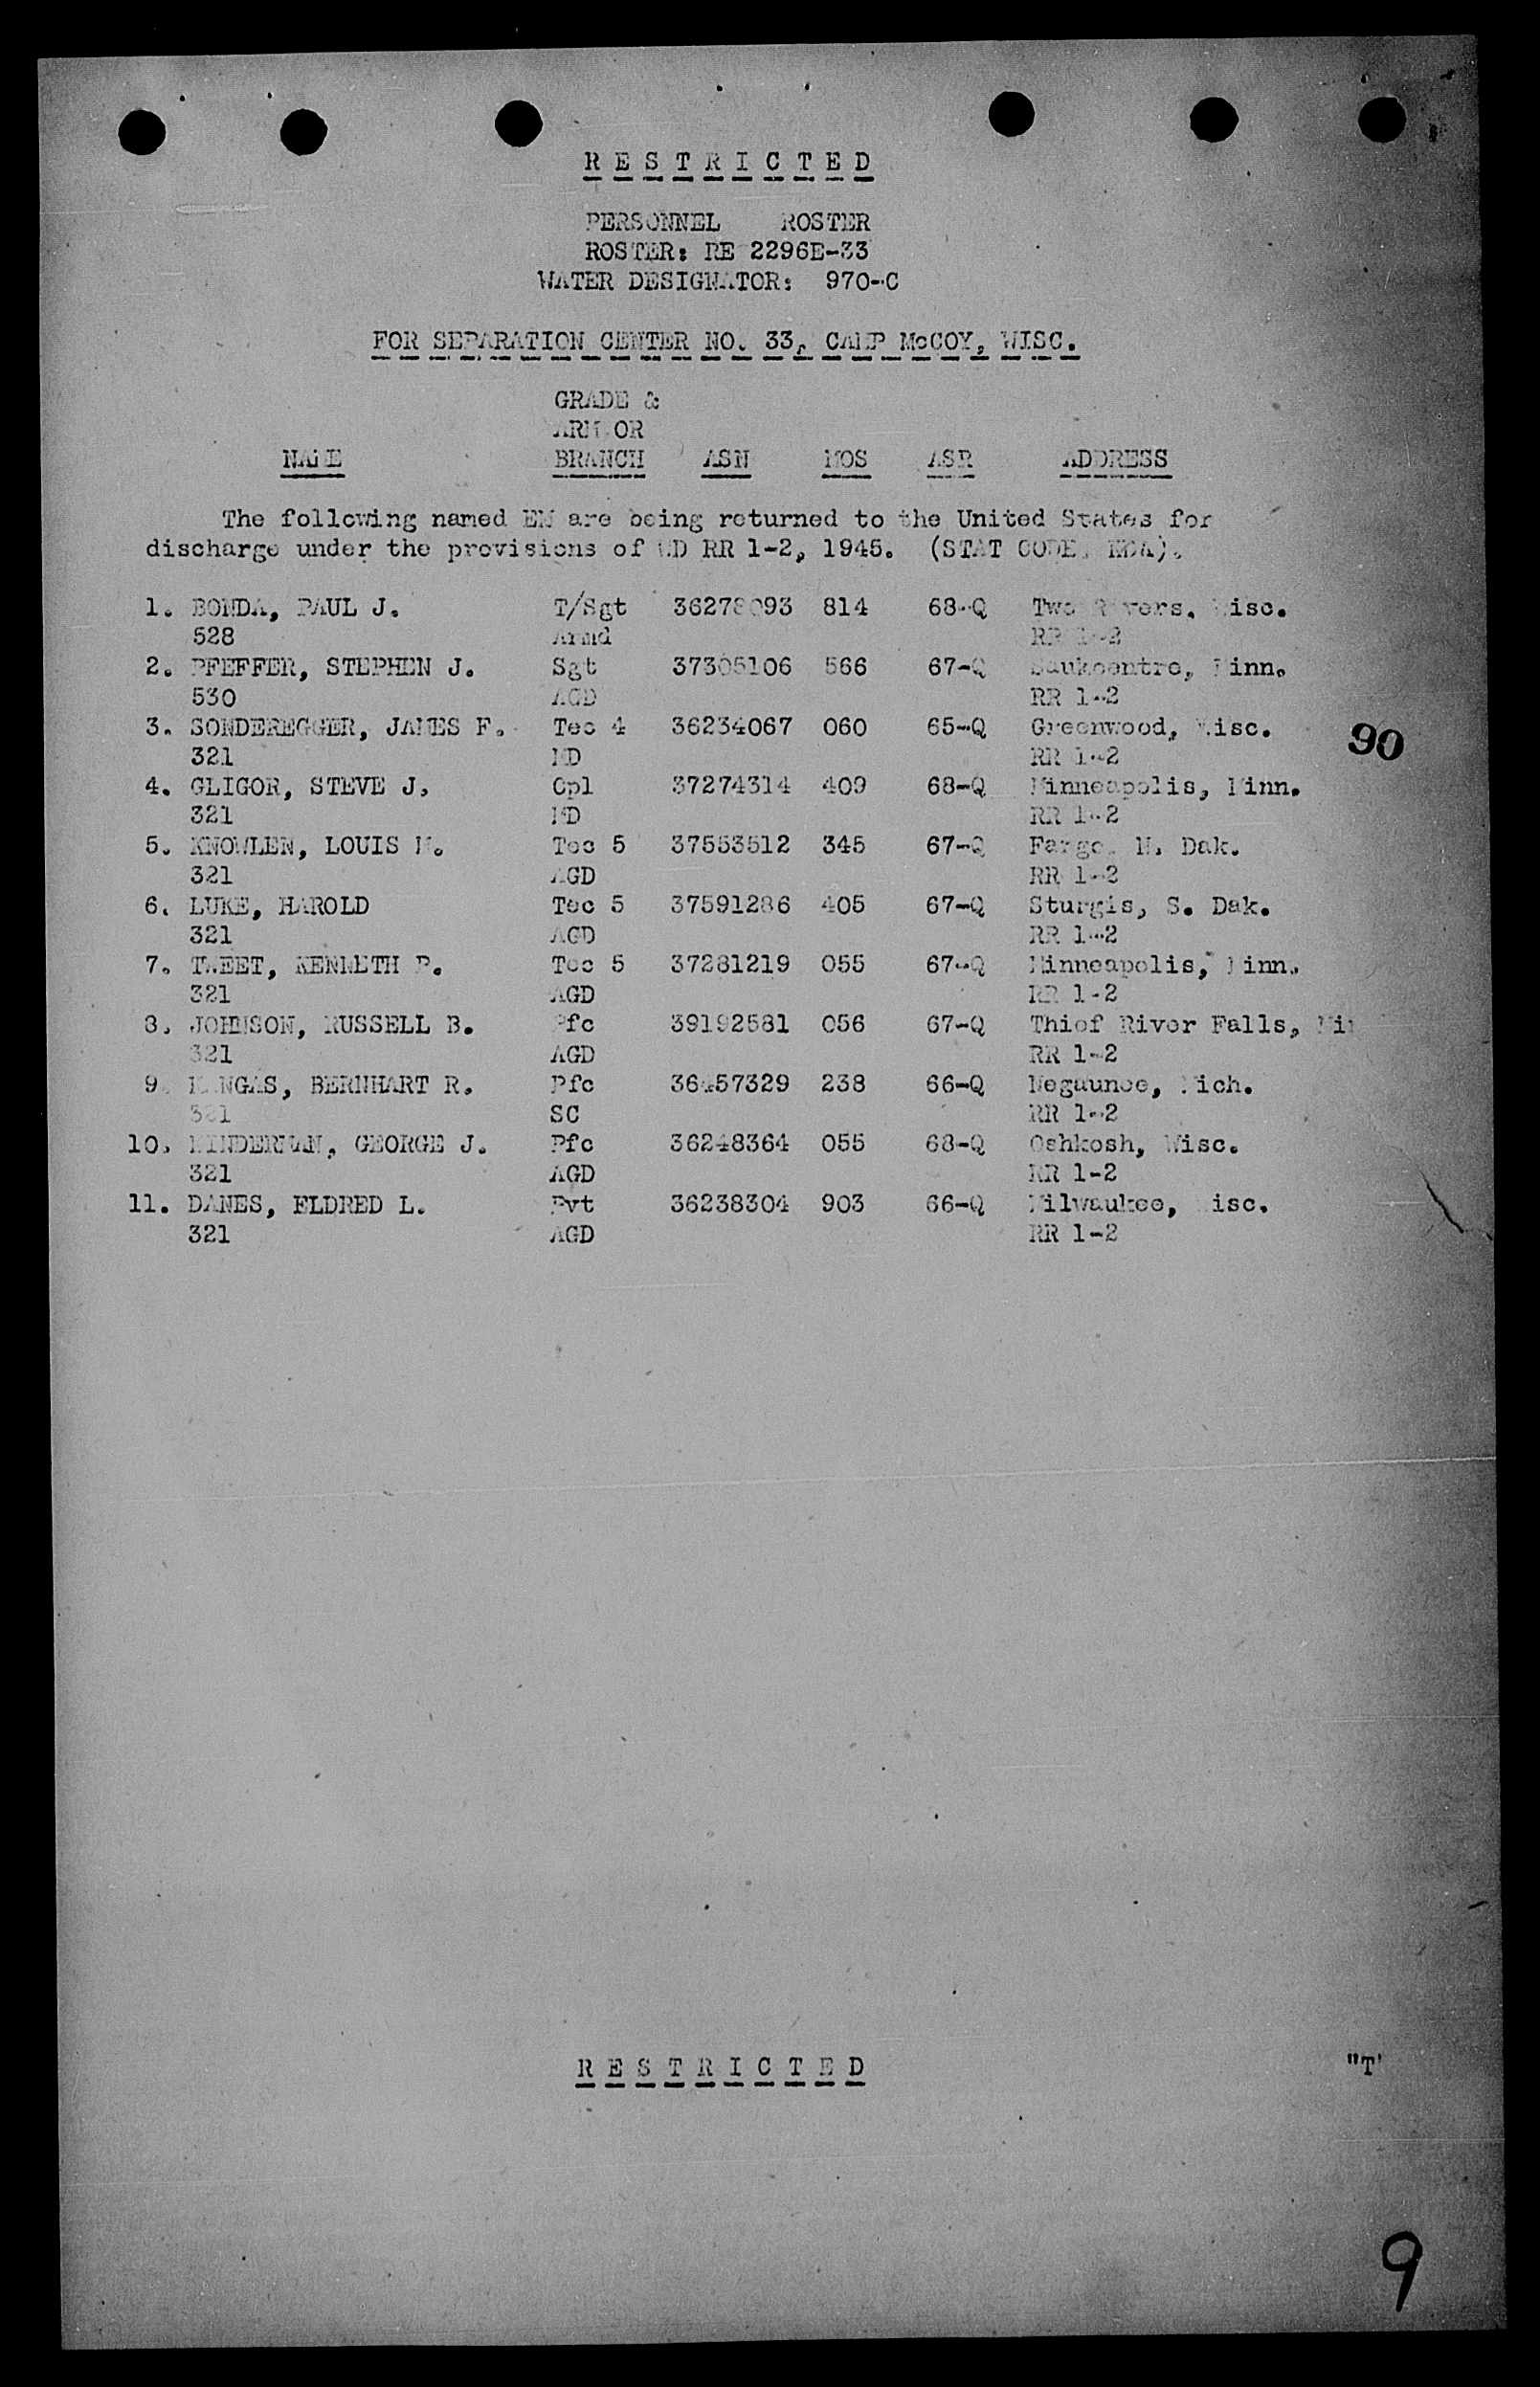 R E S T R I C T E D
PERSONNEL ROSTER
ROSTER: RE 2296E-33
WATER DESIGNATOR: 970-C
FOR SEPARATION CENTER NO. 33, CAMP McCOY, WISC.
GRADE &
ARM OR
NAME BRANCH ASN MOS ASR ADDRESS
The following named EM are being returned to the United States for
discharge under the provisions of WD RR 1-2, 1945. (STAT CODE,
1. BONDA, PAUL J. T/Sgt 814 68-Q Two Rivers, Wisc.
528 Armd RR 1-2
2. PFEFFER, STEPHEN J. Sgt 37305106 566 67-Q Saukcentre, Minn.
530 AGD RR 1-2
3. SONDEREGGER, JAMES F. Tec 4 36234067 060 65-Q Greenwood, Wisc.
321 MD RR 1-2
90
4. GLIGOR, STEVE J. Cpl 37274314 409 68-Q Minneapolis, Minn.
321 MD RR 1-2
5. KNOWLEN, LOUIS M. Tec 5 37553512 345 67-Q Fargo, N. Dak.
321 AGD RR 1-2
6. LUKE, HAROLD Tec 5 37591286 405 67-Q Sturgis, S. Dak.
321 AGD RR 1-2
7. TWEET, KENNETH P. Tec 5 37281219 055 67-Q Minneapolis, Minn.
321 AGD RR 1-2
8. JOHNSON, RUSSELL B. Pfc 39192581 056 67-Q Thief River Falls,
321 AGD RR 1-2
9. KANGAS, BERNHART R. Pfc 36457329 238 66-Q Negaunee, Mich.
SC RR 1-2
10. GEORGE J. Pfc 36248364 055 68-Q Oshkosh, Wisc.
321 AGD RR 1-2
11. DANES, ELDRED L. Pvt 36238304 903 66-Q Milwaukee, Wisc.
321 AGD RR 1-2
R E S T R I C T E D
"T'
9